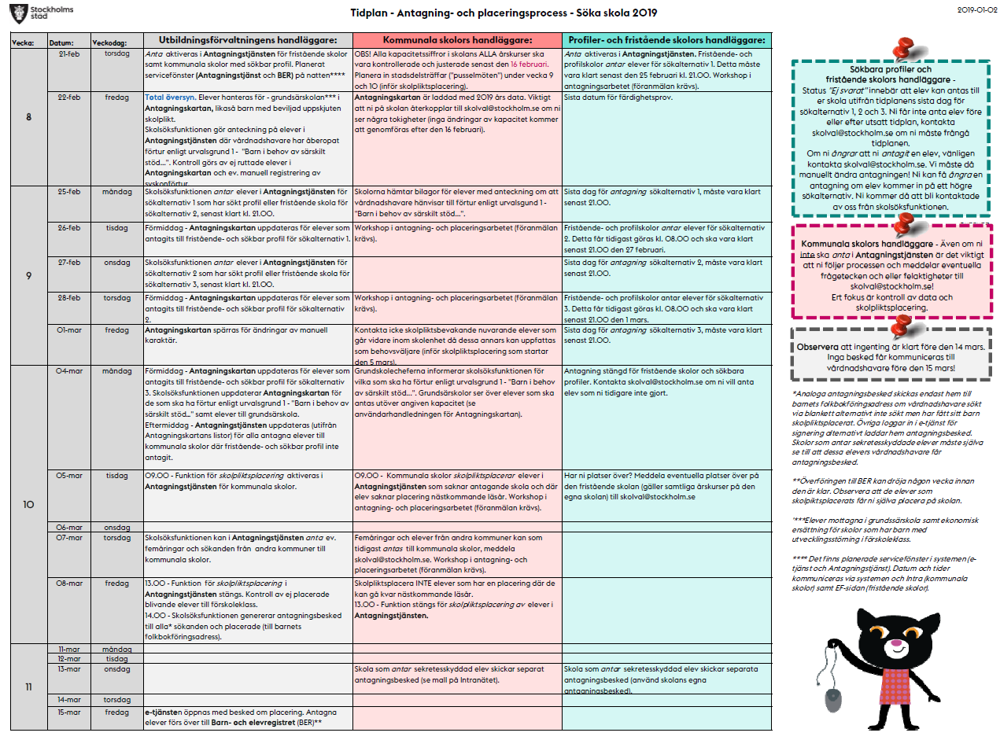 Stockholms
stad
Tidplan - Antagning- och placeringsprocess - Söka skola 2019
2019-01-02
Vecka:
Datum:
Veckodag:
Utbildningsförvaltningens handläggare:
Kommunala skolors handläggare:
Profiler- och fristående skolors handläggare:
8
21-feb
torsdag
Anta aktiveras i Antagningstjänsten för fristående skolor
samt kommunala skolor med sökbar profil. Planerat
servicefönster (Antagningstjänst och BER) på natten****
OBS! Alla kapacitetssiffror i skolans ALLA årskurser ska
vara kontrollerade och justerade senast den 16 februari.
Planera in stadsdelsträffar ("pusselmöten") under vecka 9
och 10 (inför skolpliktsplacering).
Anta aktiveras i Antagningstjänsten. Fristående- och
profilskolor antar elever för sökalternativ 1. Detta måste
vara klart senast den 25 februari kl. 21.00. Workshop i
antagningsarbetet (föranmälan krävs).
22-feb
fredag
Total översyn. Elever hanteras för - grundsärskolan*** i
Antagningskartan, likaså barn med beviljad uppskjuten
skolplikt.
Skolsöksfunktionen gör anteckning på elever i
Antagningstjänsten där vårdnadshavare har åberopat
förtur enligt urvalsgrund 1 - "Barn i behov av särskilt
stöd...". Kontroll görs av ej ruttade elever i
Antagningskartan och ev. manuell registrering av
syskonförtur.
Antagningskartan är laddad med 2019 års data. Viktigt
att ni på skolan återkopplar till skolval@stockholm.se om ni
ser några tokigheter (inga ändringar av kapacitet kommer
att genomföras efter den 16 februari).
Sista datum för färdighetsprov.
9
25-feb
måndag
Skolsöksfunktionen antar elever i Antagningstjänsten för
sökalternativ 1 som har sökt profil eller fristående skola för
sökalternativ 2, senast klart kl. 21.00.
Skolorna hämtar bilagor för elever med anteckning om att
vårdnadshavare hänvisar till förtur enligt urvalsgund 1 -
"Barn i behov av särskilt stöd...".
Sista dag för antagning sökalternativ 1, måste vara klart
senast 21.00.
26-feb
tisdag
Förmiddag - Antagningskartan uppdateras för elever som
antagits till fristående- och sökbar profil för sökalternativ 1.
Workshop i antagning- och placeringsarbetet (föranmälan
krävs).
Fristående- och profilskolor antar elever för sökalternativ
2. Detta får tidigast göras kl. 08.00 och ska vara klart
senast 21.00 den 27 februari.
27-feb
onsdag
Skolsöksfunktionen antar elever i Antagningstjänsten för
sökalternativ 2 som har sökt profil eller fristående skola för
sökalternativ 3, senast klart kl. 21.00.
Sista dag för antagning sökalternativ 2, måste vara klart
senast 21.00.
28-feb
torsdag
Förmiddag - Antagningskartan uppdateras för elever som
antagits till fristående- och sökbar profil för sökalternativ
2.
Workshop i antagning- och placeringsarbetet (föranmälan
krävs).
Fristående- och profilskolor antar elever för sökalternativ
3. Detta får tidigast göras kl. 08.00 och ska vara klart
senast 21.00 den 1 mars.
01-mar
fredag
Antagningskartan spärras för ändringar av manuell
karaktär.
Kontakta icke skolpliktsbevakande nuvarande elever som
går vidare inom skolenhet då dessa annars kan uppfattas
som behovsväljare (inför skolpliktsplacering som startar
den 5 mars).
Sista dag för antagning sökalternativ 3, måste vara klart
senast 21.00.
10
04-mar
måndag
Förmiddag - Antagningskartan uppdateras för elever som
antagits till fristående- och sökbar profil för sökalternativ
3. Skolsöksfunktionen uppdaterar Antagningskartan för
de som ska ha förtur enligt urvalsgrund 1 - "Barn i behov av
särskilt stöd..." samt elever till grundsärskola.
Eftermiddag - Antagningstjänsten uppdateras (utifrån
Antagningskartans listor) för alla antagna elever till
kommunala skolor där fristående- och sökbar profil inte
antagit.
Grundskolecheferna informerar skolsöksfunktionen för
vilka som ska ha förtur enligt urvalsgrund 1 - "Barn i behov
av särskilt stöd...". Grundsärskolor ser över elever som ska
antas utöver angiven kapacitet (se
användarhandledningen för Antagningskartan).
Antagning stängd för fristående skolor och sökbara
profiler. Kontakta skolval@stockholm.se om ni vill anta
elev som ni tidigare inte gjort.
05-mar
tisdag
09.00 - Funktion för skolpliktsplacering aktiveras i
Antagningstjänsten för kommunala skolor.
09.00 - Kommunala skolor skolpliktsplacerar elever i
Antagningstjänsten som saknar antagande skola och där
elev saknar placering nästkommande läsår. Workshop i
antagning- och placeringsarbetet (föranmälan krävs).
Har ni platser över? Meddela eventuella platser över på
den fristående skolan (gäller samtliga årskurser på den
egna skolan) till skolval@stockholm.se
06-mar
onsdag
07-mar
torsdag
Skolsöksfunktionen kan i Antagningstjänsten anta ev.
femåringar och sökanden från andra kommuner till
kommunala skolor.
Femåringar och elever från andra kommuner kan som
tidigast antas till kommunala skolor, meddela
skolval@stockholm.se. Workshop i antagning- och
placeringsarbetet (föranmälan krävs).
08-mar
fredag
13.00 - Funktion för skolpliktsplacering i
Antagningstjänsten stängs. Kontroll av ej placerade
blivande elever till förskoleklass.
14.00 - Skolsöksfunktionen genererar antagningsbesked
till alla* sökanden och placerade (till barnets
folkbokföringsadress).
Skolpliktsplacera INTE elever som har en placering där de
kan gå kvar nästkommande läsår.
13.00 - Funktion stängs för skolpliktsplacering av elever i
Antagningstjänsten.
11
11-mar
måndag
12-mar
tisdag
13-mar
onsdag
Skola som antar sekretesskyddad elev skickar separat
antagningsbesked (se mall på Intranätet).
Skola som antar sekretesskyddad elev skickar separata
antagningsbesked (använd skolans egna
antagningsbesked).
14-mar
torsdag
15-mar
fredag
e-tjänsten öppnas med besked om placering. Antagna
elever förs över till Barn- och elevregistret (BER)**
Sökbara profiler och
fristående skolors handläggare -
Status "Ej svarat" innebär att elev kan antas till
er skola utifrån tidplanens sista dag för
sökalternativ 1, 2 och 3. Ni får inte anta elev före
eller efter utsatt tidplan, kontakta
skolval@stockholm.se om ni måste frångå
tidplanen.
Om ni ångrar att ni antagit en elev, vänligen
kontakta skolval@stockholm.se. Vi måste då
manuellt ändra antagningen! Ni kan få ångra en
antagning om elev kommer in på ett högre
sökalternativ. Ni kommer då att bli kontaktade
av oss från skolsöksfunktionen.
Kommunala skolors handläggare - Även om ni
inte ska anta i Antagningstjänsten är det viktigt
att ni följer processen och meddelar eventuella
frågetecken och eller felaktigheter till
skolval@stockholm.se!
Ert fokus är kontroll av data och
skolpliktsplacering.
Observera att ingenting är klart före den 14 mars.
Inga besked får kommuniceras till
vårdnadshavare före den 15 mars!
*Analoga antagningsbesked skickas endast hem till
barnets folkbokföringsadress om vårdnadshavare sökt
via blankett alternativt inte sökt men har fått sitt barn
skolpliktsplacerat. Övriga loggar in i e-tjänst för
signering alternativt laddar hem antagningsbesked.
Skolor som antar sekretesskyddade elever måste själva
se till att dessa elevers vårdnadshavare får
antagningsbesked.
**Överföringen till BER kan dröja någon vecka innan
den är klar. Observera att de elever som
skolpiktsplacerats får ni själva placera på skolan.
'***Elever mottagna i grundssärskola samt ekonomisk
ersättning för skolor som har barn med
utvecklingsstörning i förskoleklass.
**** Det finns planerade servicefönster i systemen (e-
tjänst och Antagningstjänst). Datum och tider
kommuniceras via systemen och Intra (kommunala
skolor) samt EF-sidan (fristående skolor).